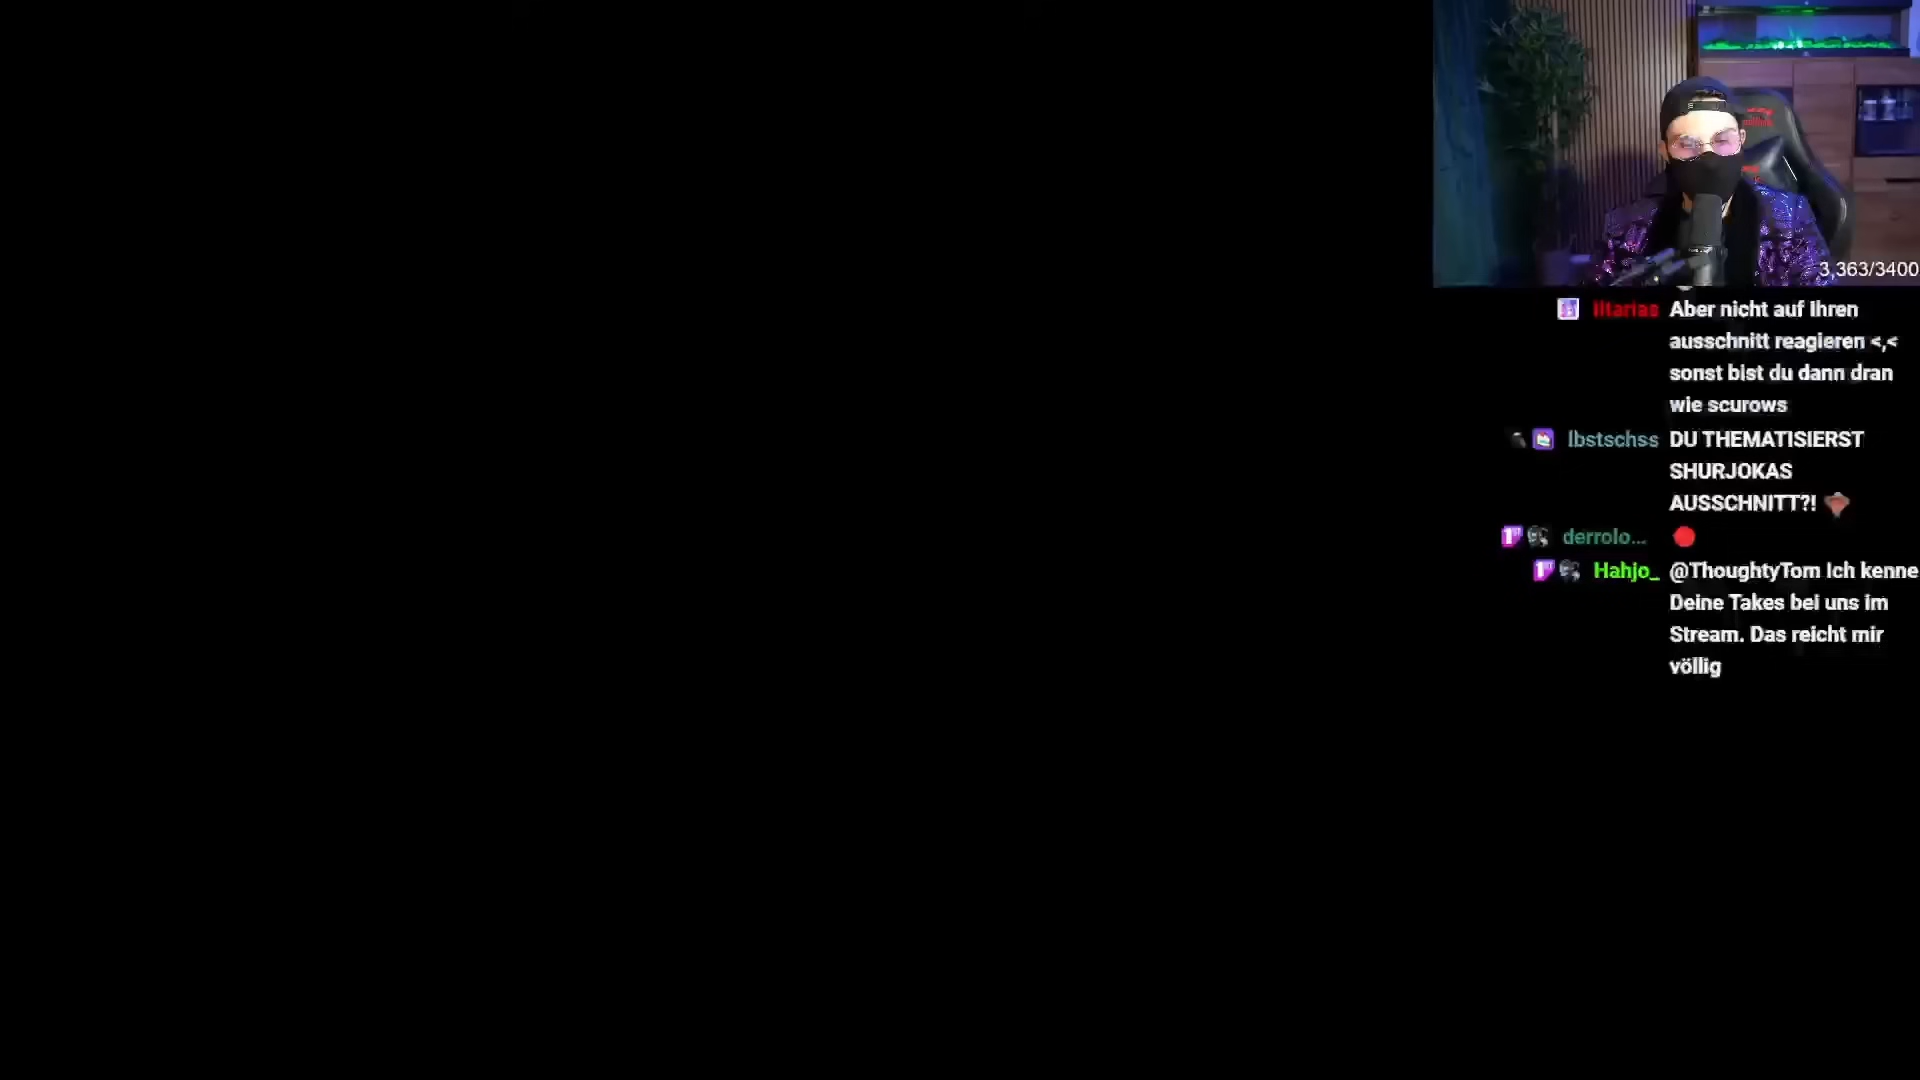 3,363/3400
Iltarias Aber nicht auf Ihren
ausschnitt reagieren <,<
sonst bist du dann dran
wie scurows
lbstschss DU THEMATISIERST
SHURJOKAS
AUSSCHNITT?!
derrolo...
Hahjo_ @ThoughtyTom Ich kenne
Deine Takes bei uns im
Stream. Das reicht mir
völlig